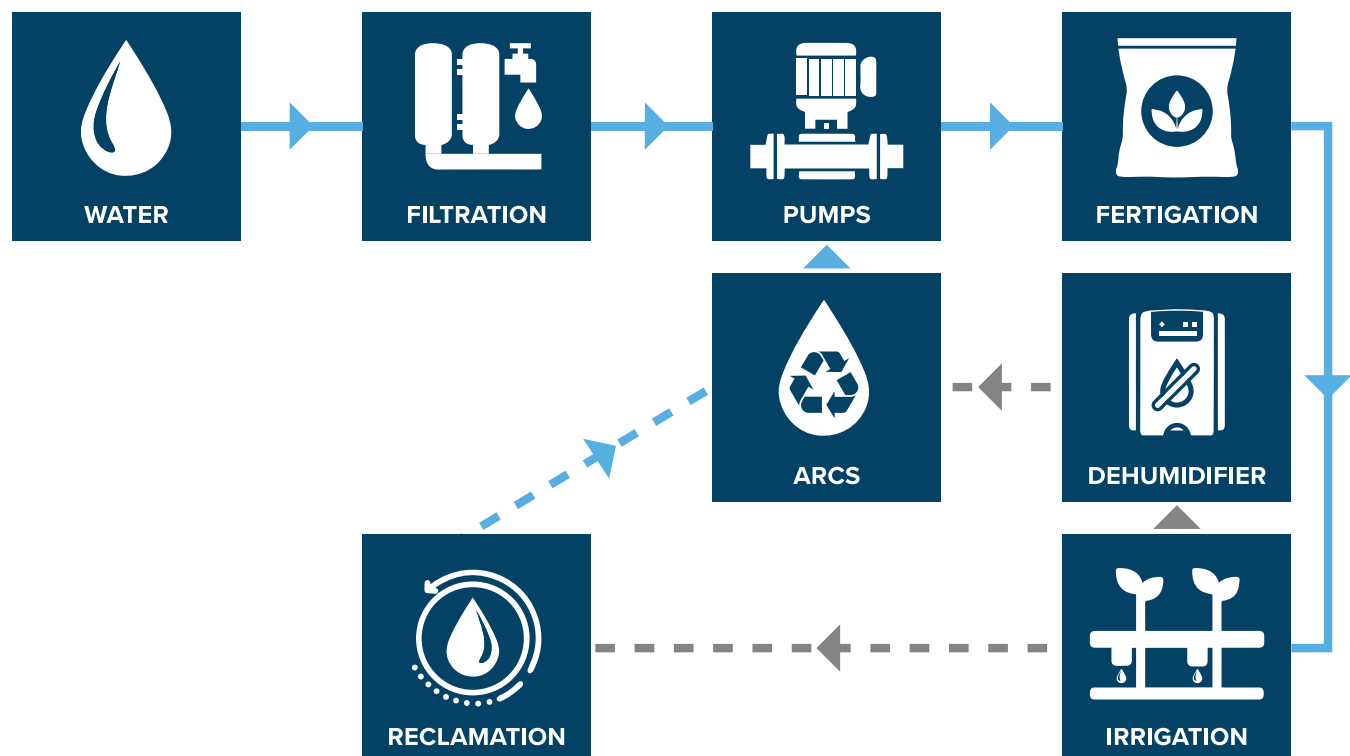 WATER
FILTRATION
PUMPS
FERTIGATION
ARCS
DEHUMIDIFIER
RECLAMATION
IRRIGATION